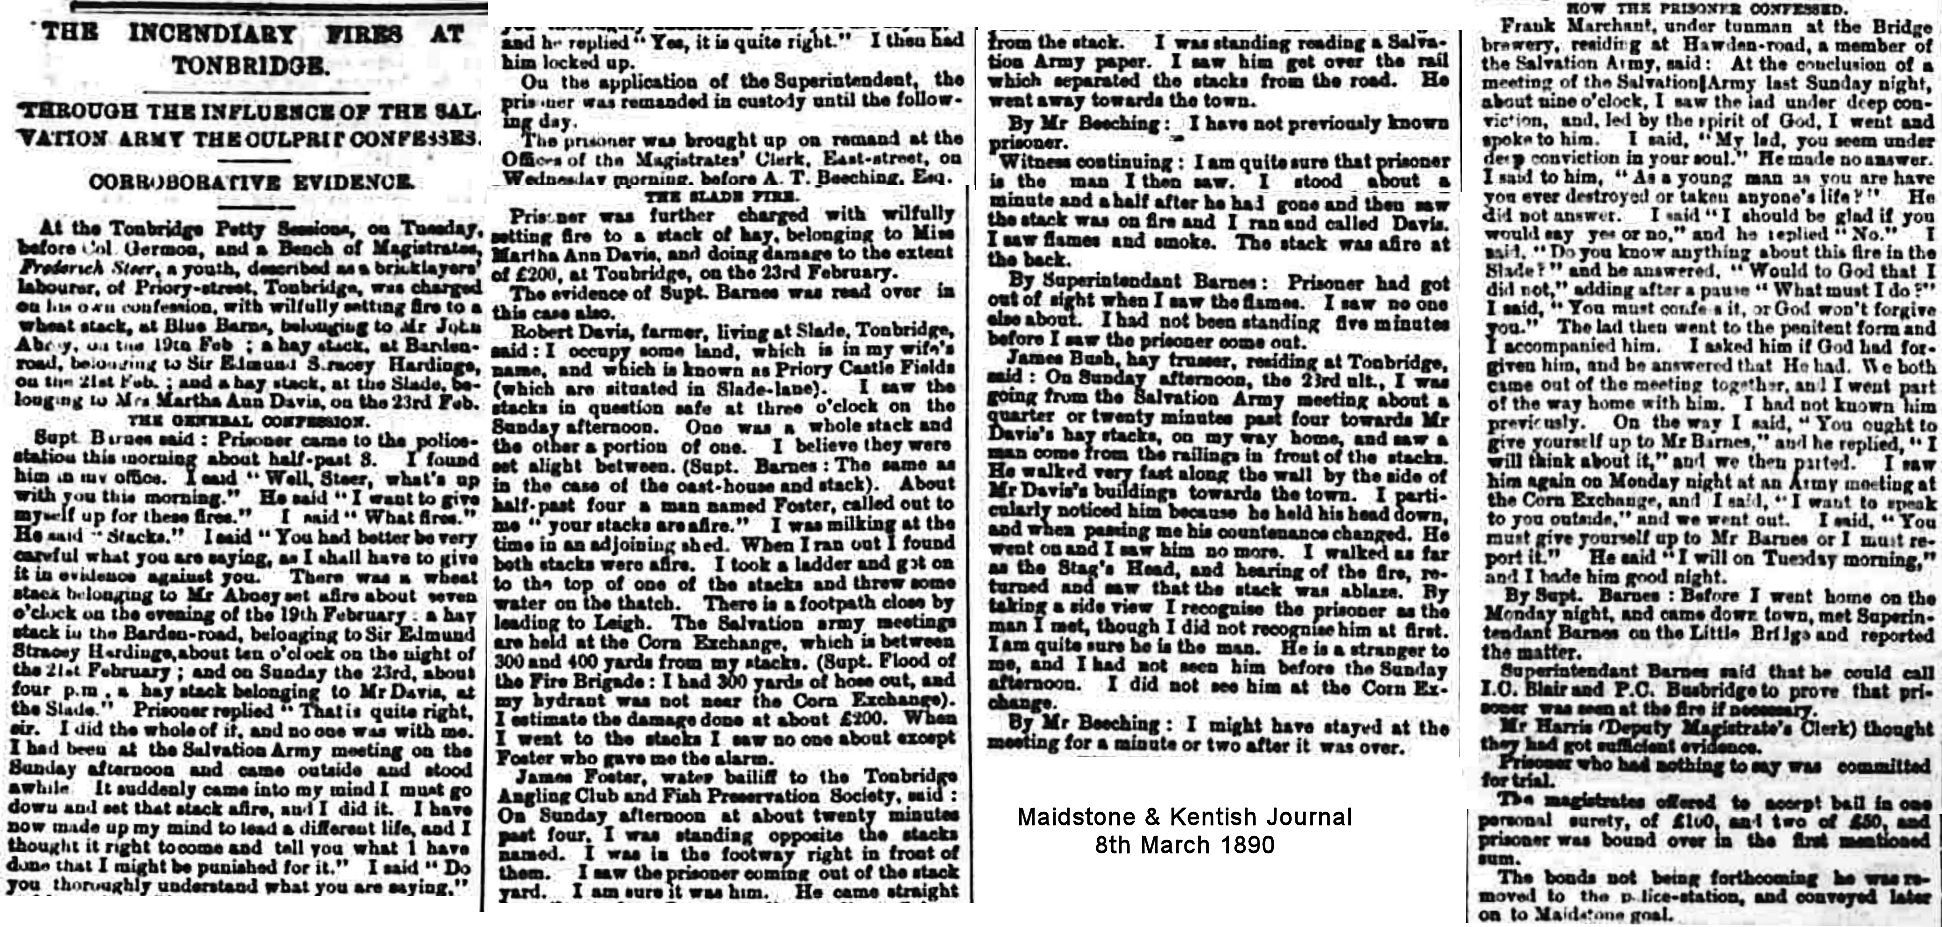 THE INCENDIARY FIRES AT
TONBRIDGE.
THROUGH THE INFLUENCE OF THE SAL-
VATION ARMY THE CULPRIT CONFESSES.
CORROBORATIVE EVIDENCE.
At the Tonbridge Petty Sessions, on Tuesday,
before Col. Germon, and a Bench of Magistrates,
Frederick Steer, a youth, described as a bricklayers'
labourer, of Priory-street, Tonbridge, was charged
on his own confession, with wilfully setting fire to a
wheat stack, at Blue Barns, belonging to Mr John
Abey, on the 19th Feb ; a hay stack, at Barden-
road, belonging to Sir Edmund Stracey Hardinge,
on the 21st Feb. ; and a hay stack, at the Slade, be-
longing to Mrs Martha Ann Davis, on the 23rd Feb.
THE GENERAL CONFESSION.
Supt. Barnes said : Prisoner came to the police-
station this morning about half-past 8. I found
him in my office. I said " Well, Steer, what's up
with you this morning." He said " I want to give
myself up for these fires." I said " What fires."
He said " Stacks." I said " You had better be very
careful what you are saying, as I shall have to give
it in evidence against you. There was a wheat
stack belonging to Mr Abney set afire about seven
o'clock on the evening of the 19th February ; a hay
stack in the Barden-road, belonging to Sir Edmund
Stracey Hardinge, about ten o'clock on the night of
the 21st February ; and on Sunday the 23rd, about
four p.m , a hay stack belonging to Mr Davis, at
the Slade." Prisoner replied " That is quite right,
sir. I did the whole of it, and no one was with me.
I had been at the Salvation Army meeting on the
Sunday afternoon and came outside and stood
awhile It suddenly came into my mind I must go
down and set that stack afire, and I did it. I have
now made up my mind to lead a different life, and I
thought it right to come and tell you what I have
done that I might be punished for it." I said " Do
you thoroughly understand what you are saying,"
and he replied " Yes, it is quite right." I then had
him locked up.
On the application of the Superintendent, the
prisoner was remanded in custody until the follow-
ing day.
The prisoner was brought up on remand at the
Offices of the Magistrates' Clerk, East-street, on
Wednesday morning, before A. T. Beeching, Esq.
THE SLADE FIRE.
Prisoner was further charged with wilfully
setting fire to a stack of hay, belonging to Miss
Martha Ann Davis, and doing damage to the extent
of £200, at Tonbridge, on the 23rd February.
The evidence of Supt. Barnes was read over in
this case also.
Robert Davis, farmer, living at Slade, Tonbridge,
said : I occupy some land, which is in my wife's
name, and which is known as Priory Castle Fields
(which are situated in Slade-lane). I saw the
stacks in question safe at three o'clock on the
Sunday afternoon. One was a whole stack and
the other a portion of one. I believe they were
set alight between. (Supt. Barnes : The same as
in the case of the oast-house and stack). About
half-past four a man named Foster, called out to
me " your stacks are afire." I was milking at the
time in an adjoining shed. When I ran out I found
both stacks were afire. I took a ladder and got on
to the top of one of the stacks and threw some
water on the thatch. There is a footpath close by
leading to Leigh. The Salvation army meetings
are held at the Corn Exchange, which is between
300 and 400 yards from my stacks. (Supt. Flood of
the Fire Brigade : I had 300 yards of hose out, and
my hydrant was not near the Corn Exchange).
I estimate the damage done at about £200. When
I went to the stacks I saw no one about except
Foster who gave me the alarm.
James Foster, water bailiff to the Tonbridge
Angling Club and Fish Preservation Society, said :
On Sunday afternoon at about twenty minutes
past four, I was standing opposite the stacks
named. I was in the footway right in front of
them. I saw the prisoner coming out of the stack
yard. I am sure it was him. He came straight
from the stack. I was standing reading a Salva-
tion Army paper. I saw him get over the rail
which separated the stacks from the road. He
went away towards the town.
By Mr Beeching : I have not previously known
prisoner.
Witness continuing : I am quite sure that prisoner
is the man I then saw. I stood about a
minute and a half after he had gone and then saw
the stack was on fire and I ran and called Davis.
I saw flames and smoke. The stack was afire at
the back.
By Superintendant Barnes : Prisoner had got
out of sight when I saw the flames. I saw no one
else about. I had not been standing five minutes
before I saw the prisoner come out.
James Bush, hay trusser, residing at Tonbridge,
said : On Sunday afternoon, the 23rd ult., I was
going from the Salvation Army meeting about a
quarter or twenty minutes past four towards Mr
Davis's hay stacks, on my way home, and saw a
man come from the railings in front of the stacks.
He walked very fast along the wall by the side of
Mr Davis's buildings towards the town. I parti-
cularly noticed him because he held his head down,
and when passing me his countenance changed. He
went on and I saw him no more. I walked as far
as the Stag's Head, and hearing of the fire, re-
turned and saw that the stack was ablaze. By
taking a side view I recognise the prisoner as the
man I met, though I did not recognise him at first.
I am quite sure he is the man. He is a stranger to
me, and I had not seen him before the Sunday
afternoon. I did not see him at the Corn Ex-
change.
By Mr Beeching : I might have stayed at the
meeting for a minute or two after it was over.
Maidstone & Kentish Journal
8th March 1890
HOW THE PRISONER CONFESSED.
Frank Marchant, under tunman at the Bridge
brewery, residing at Hawden-road, a member of
the Salvation Army, said : At the conclusion of a
meeting of the Salvation Army last Sunday night,
about nine o'clock, I saw the lad under deep con-
viction, and, led by the spirit of God, I went and
spoke to him. I said, " My lad, you seem under
deep conviction in your soul." He made no answer.
I said to him, " As a young man as you are have
you ever destroyed or taken anyone's life ?" He
did not answer. I said " I should be glad if you
would say yes or no," and he replied " No." I
said, " Do you know anything about this fire in the
Slade ?" and he answered, " Would to God that I
did not," adding after a pause " What must I do ?"
I said, " You must confess it, or God won't forgive
you." The lad then went to the penitent form and
I accompanied him. I asked him if God had for-
given him, and he answered that He had. We both
came out of the meeting together, and I went part
of the way home with him. I had not known him
previously. On the way I said, " You ought to
give yourself up to Mr Barnes," and he replied, " I
will think about it," and we then parted. I saw
him again on Monday night at an Army meeting at
the Corn Exchange, and I said, " I want to speak
to you outside," and we went out. I said, " You
must give yourself up to Mr Barnes or I must re-
port it." He said " I will on Tuesday morning,"
and I bade him good night.
By Supt. Barnes : Before I went home on the
Monday night, and came down town, met Superin-
tendant Barnes on the Little Bridge and reported
the matter.
Superintendant Barnes said that he could call
I.C. Blair and P.C. Busbridge to prove that pri-
soner was seen at the fire if necessary.
Mr Harris (Deputy Magistrate's Clerk) thought
they had got sufficient evidence.
Prisoner who had nothing to say was committed
for trial.
The magistrates offered to accept bail in one
personal surety, of £100, and two of £50, and
prisoner was bound over in the first mentioned
sum.
The bonds not being forthcoming he was re-
moved to the police-station, and conveyed later
on to Maidstone goal.